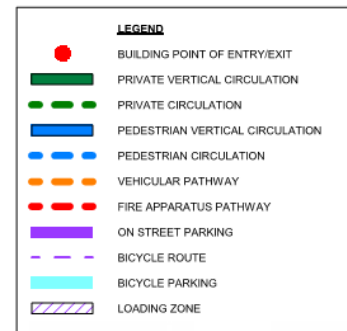 LEGEND
BUILDING POINT OF ENTRY/EXIT
PRIVATE VERTICAL CIRCULATION
PRIVATE CIRCULATION
PEDESTRIAN VERTICAL CIRCULATION
PEDESTRIAN CIRCULATION
VEHICULAR PATHWAY
FIRE APPARATUS PATHWAY
ON STREET PARKING
BICYCLE ROUTE
BICYCLE PARKING
LOADING ZONE